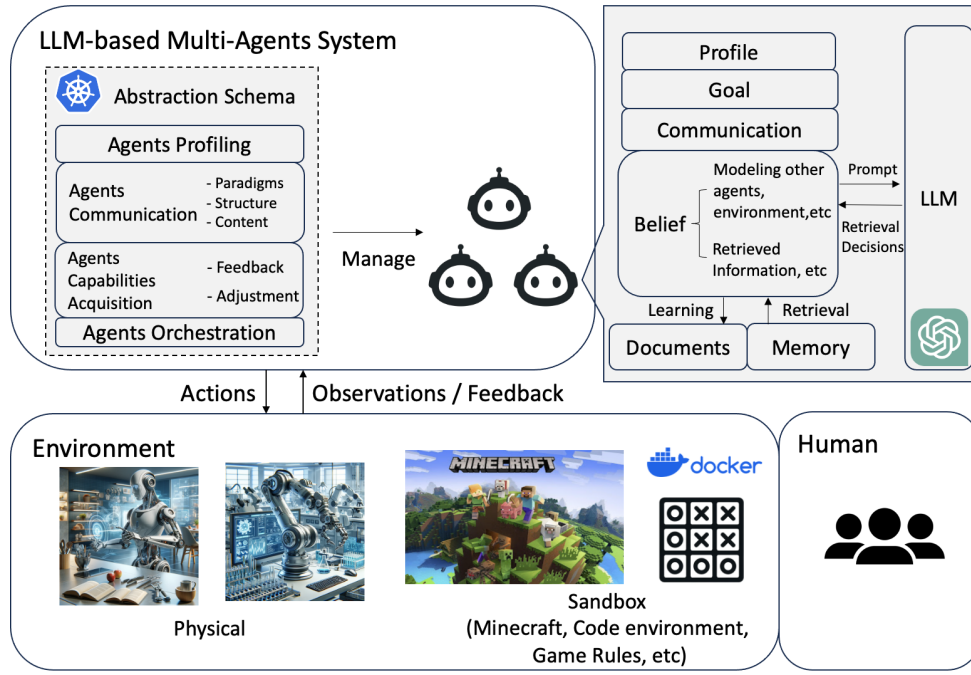 LLM-based Multi-Agents System
Abstraction Schema
Agents Profiling
Agents
Communication
- Paradigms
- Structure
- Content
Agents
Capabilities
Acquisition
- Feedback
- Adjustment
Agents Orchestration
Manage
Profile
Goal
Communication
Belief
Modeling other
agents,
environment,etc
Retrieved
Information, etc
Prompt
Retrieval
Decisions
LLM
Learning
Retrieval
Documents
Memory
Actions
Observations / Feedback
Environment
Physical
MINECRAFT
docker
O X X
O O X
O O X
Sandbox
(Minecraft, Code environment,
Game Rules, etc)
Human